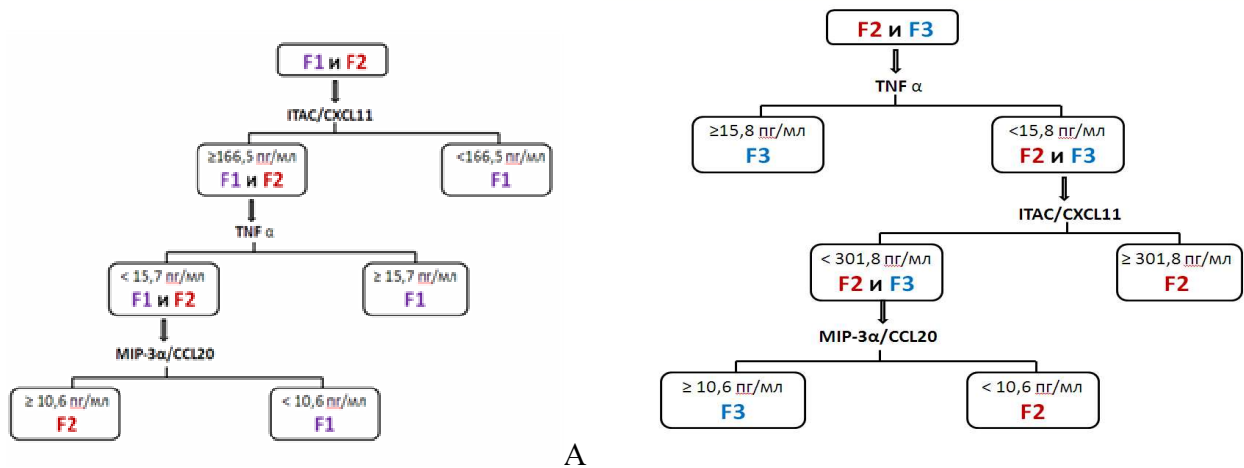 F1 и F2
ITAC/CXCL11
≥166,5 пг/мл
F1 и F2
<166,5 пг/мл
F1
TNF α
< 15,7 пг/мл
F1 и F2
≥ 15,7 пг/мл
F1
MIP-3α/CCL20
≥ 10,6 пг/мл
F2
< 10,6 пг/мл
F1
А
F2 и F3
TNF α
≥15,8 пг/мл
F3
<15,8 пг/мл
F2 и F3
ITAC/CXCL11
< 301,8 пг/мл
F2 и F3
≥ 301,8 пг/мл
F2
MIP-3α/CCL20
≥ 10,6 пг/мл
F3
< 10,6 пг/мл
F2